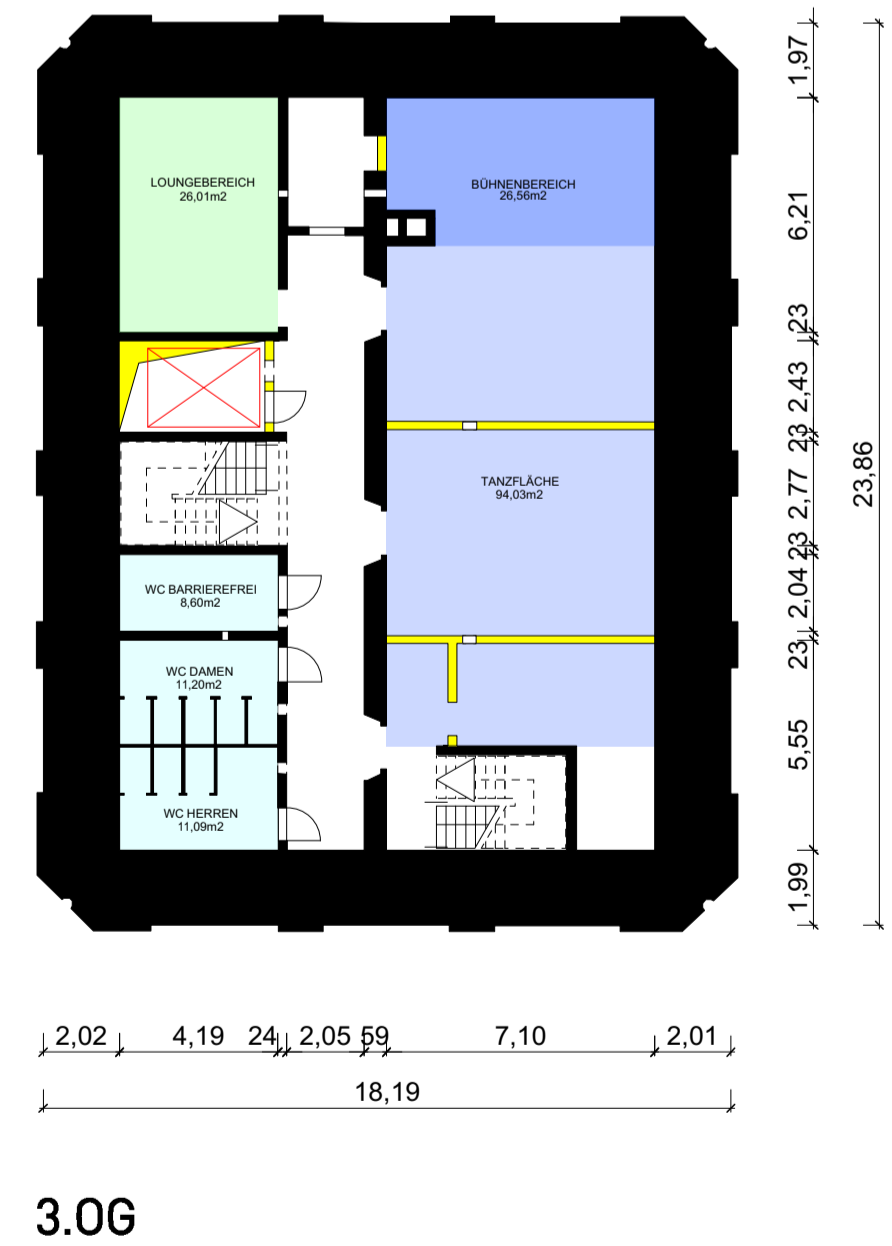 LOUNGEBEREICH
26,01m2
BÜHNENBEREICH
26,56m2
TANZFLÄCHE
94,03m2
WC BARRIEREFREI
8,60m2
WC DAMEN
11,20m2
WC HERREN
11,09m2
1,97
6,21
23
2,43
23
2,77
23
2,04
23
5,55
1,99
23,86
2,02 4,19 24 2,05 59 7,10 2,01
18,19
3.OG